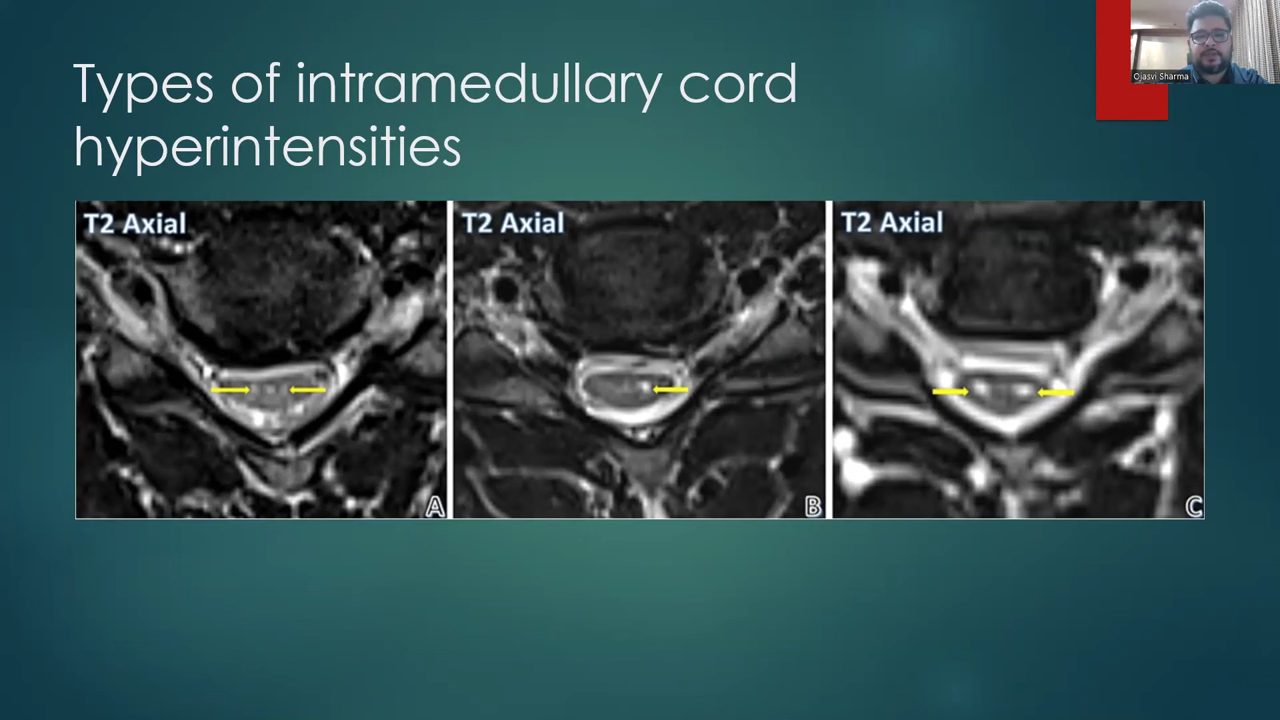 Types of intramedullary cord
hyperintensities
Ojasvi Sharma
T2 Axial
T2 Axial
T2 Axial
A
B
C